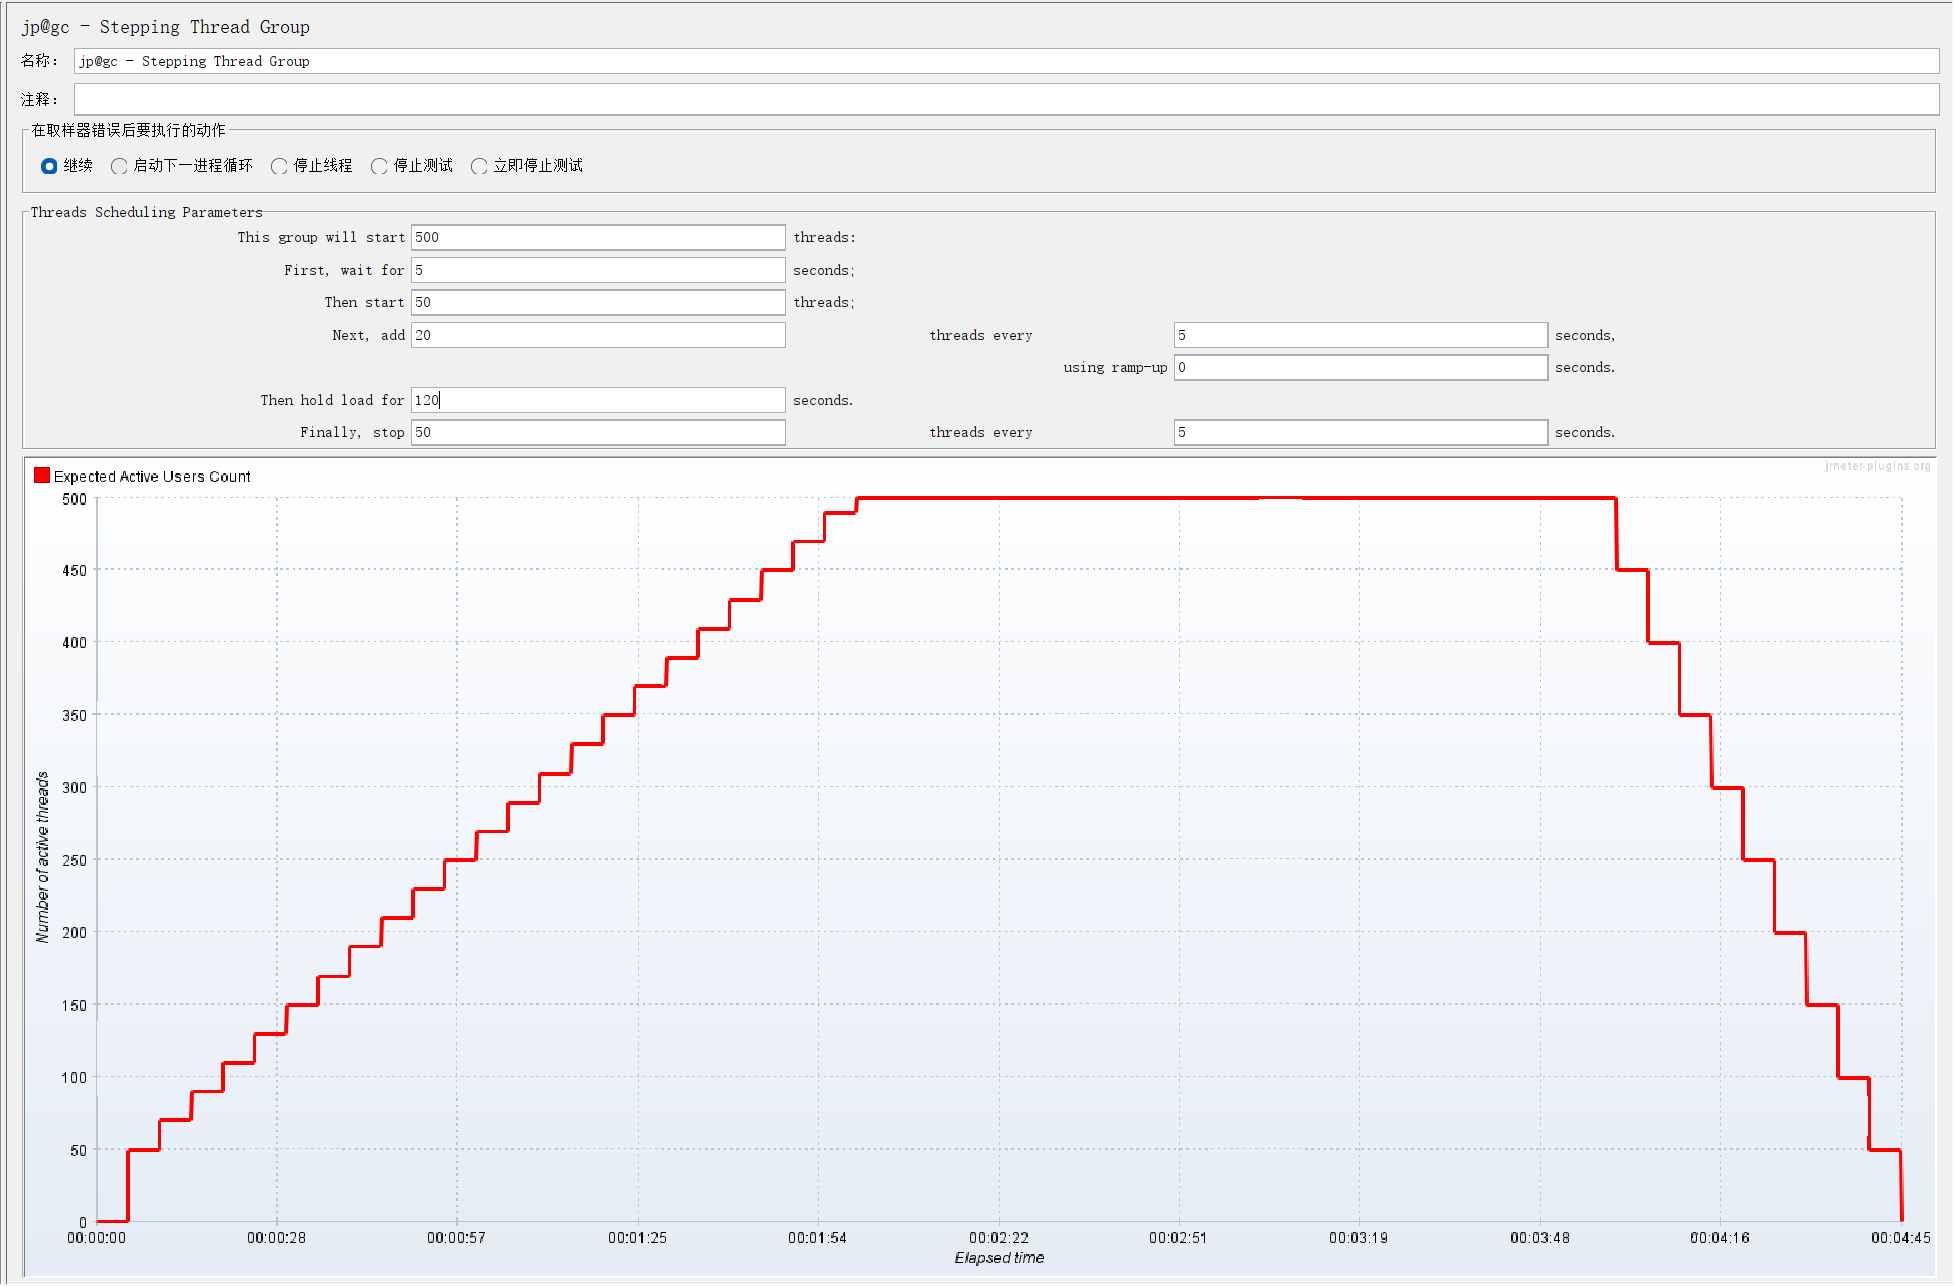 jp@gc - Stepping Thread Group
名称： jp@gc - Stepping Thread Group
注释：
在取样器错误后要执行的动作
继续 启动下一进程循环 停止线程 停止测试 立即停止测试
Threads Scheduling Parameters
This group will start 500 threads:
First, wait for 5 seconds;
Then start 50 threads;
Next, add 20 threads every 5 seconds,
using ramp-up 0 seconds.
Then hold load for 120 seconds.
Finally, stop 50 threads every 5 seconds.
jmeter-plugins.org
Expected Active Users Count
500
450
400
350
300
250
200
150
100
50
0
Number of active threads
00:00:00 00:00:28 00:00:57 00:01:25 00:01:54 00:02:22 00:02:51 00:03:19 00:03:48 00:04:16 00:04:45
Elapsed time